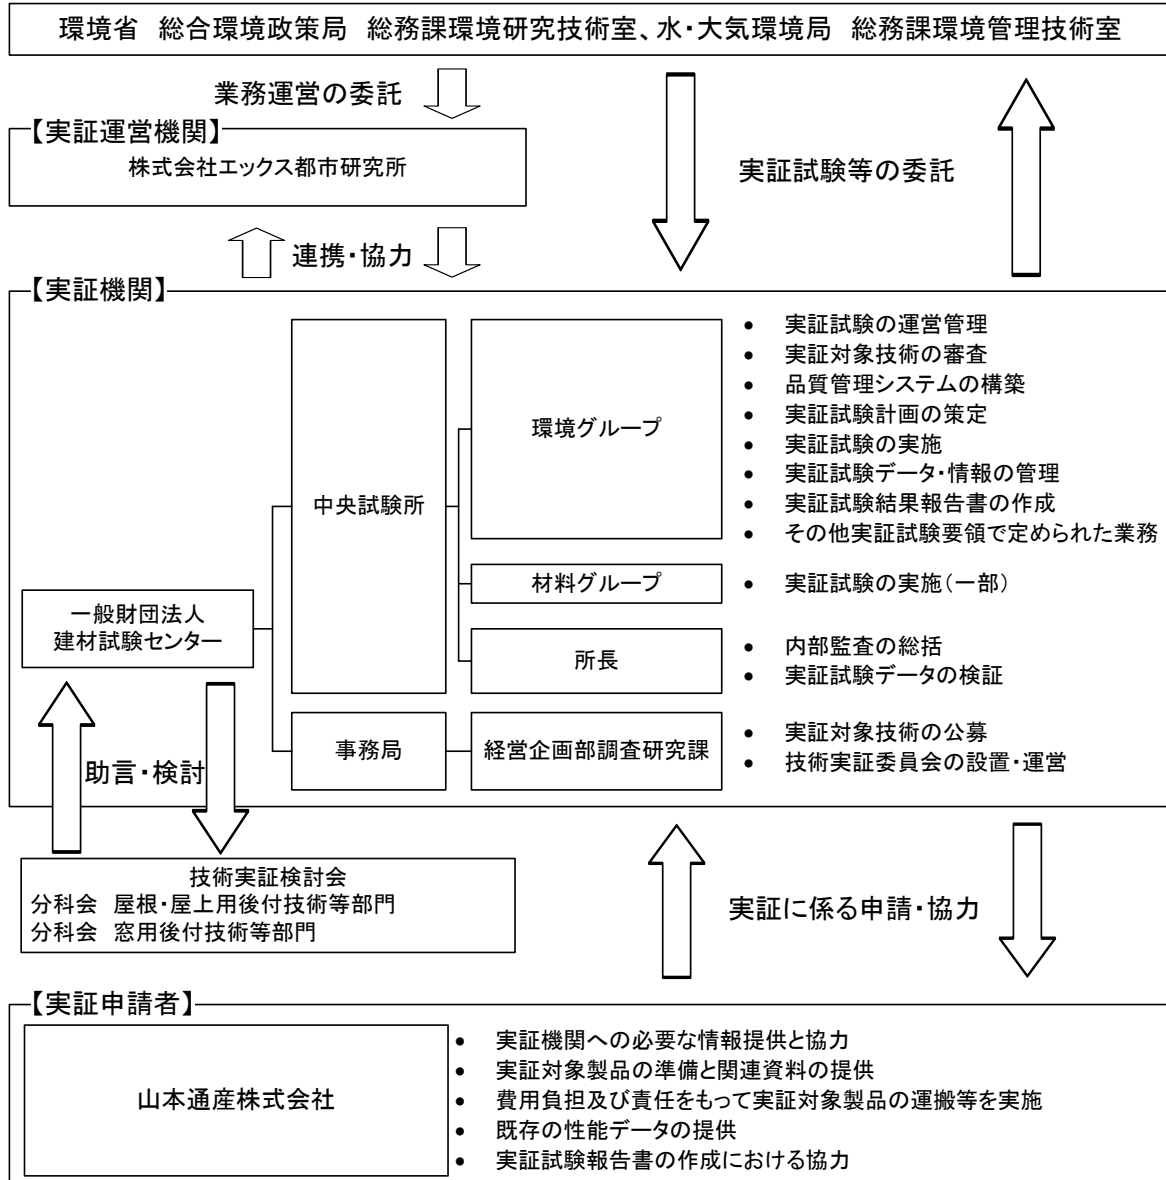 環境省　総合環境政策局　総務課環境研究技術室、水・大気環境局　総務課環境管理技術室
業務運営の委託
【実証運営機関】
株式会社エックス都市研究所
実証試験等の委託
連携・協力
【実証機関】
環境グループ
• 実証試験の運営管理
• 実証対象技術の審査
• 品質管理システムの構築
• 実証試験計画の策定
• 実証試験の実施
• 実証試験データ・情報の管理
• 実証試験結果報告書の作成
• その他実証試験要領で定められた業務
中央試験所
材料グループ
• 実証試験の実施（一部）
一般財団法人
建材試験センター
所長
• 内部監査の総括
• 実証試験データの検証
事務局
経営企画部調査研究課
• 実証対象技術の公募
• 技術実証委員会の設置・運営
助言・検討
技術実証検討会
分科会　屋根・屋上用後付技術等部門
分科会　窓用後付技術等部門
実証に係る申請・協力
【実証申請者】
山本通産株式会社
• 実証機関への必要な情報提供と協力
• 実証対象製品の準備と関連資料の提供
• 費用負担及び責任をもって実証対象製品の運搬等を実施
• 既存の性能データの提供
• 実証試験報告書の作成における協力